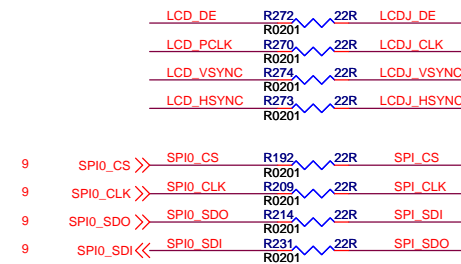 LCD_DE R272 22R LCDJ_DE
R0201
LCD_PCLK R270 22R LCDJ_CLK
R0201
LCD_VSYNC R274 22R LCDJ_VSYNC
R0201
LCD_HSYNC R273 22R LCDJ_HSYNC
R0201
9 SPI0_CS SPI0_CS R192 22R SPI_CS
R0201
9 SPI0_CLK SPI0_CLK R209 22R SPI_CLK
R0201
9 SPI0_SDO SPI0_SDO R214 22R SPI_SDI
R0201
9 SPI0_SDI SPI0_SDI R231 22R SPI_SDO
R0201